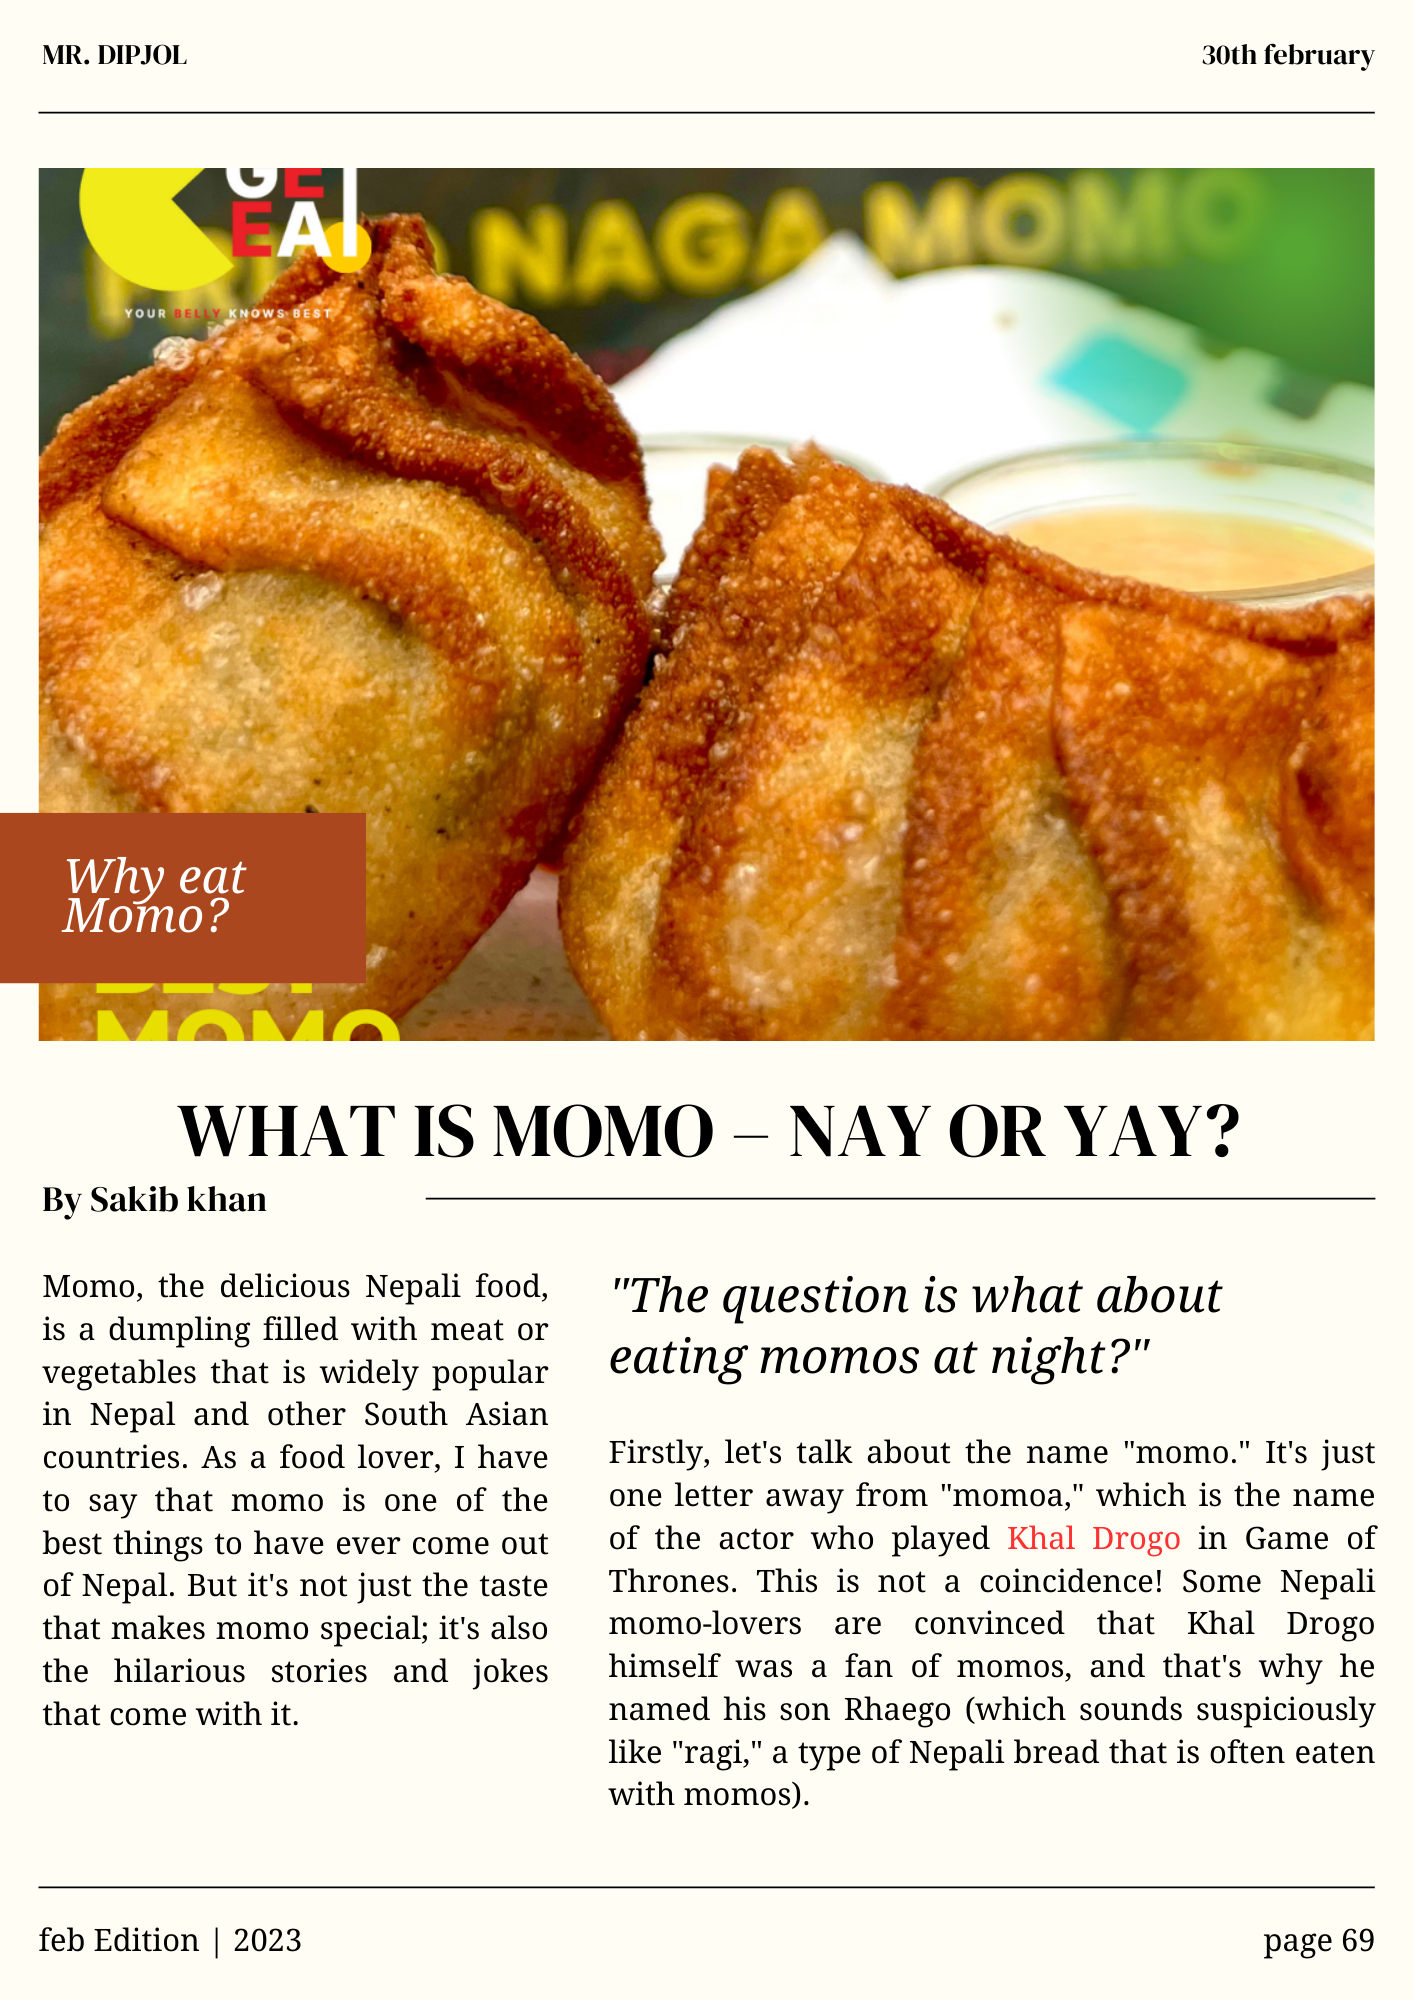 MR. DIPJOL
30th february
GE
EA
YOUR BELLY KNOWS BEST
NAGA MOMO
Why eat
Momo?
BEST
MOMO
WHAT IS MOMO – NAY OR YAY?
By Sakib khan
Momo, the delicious Nepali food,
is a dumpling filled with meat or
vegetables that is widely popular
in Nepal and other South Asian
countries. As a food lover, I have
to say that momo is one of the
best things to have ever come out
of Nepal. But it's not just the taste
that makes momo special; it's also
the hilarious stories and jokes
that come with it.
"The question is what about
eating momos at night?"
Firstly, let's talk about the name "momo." It's just
one letter away from "momoa," which is the name
of the actor who played Khal Drogo in Game of
Thrones. This is not a coincidence! Some Nepali
momo-lovers are convinced that Khal Drogo
himself was a fan of momos, and that's why he
named his son Rhaego (which sounds suspiciously
like "ragi," a type of Nepali bread that is often eaten
with momos).
feb Edition | 2023
page 69